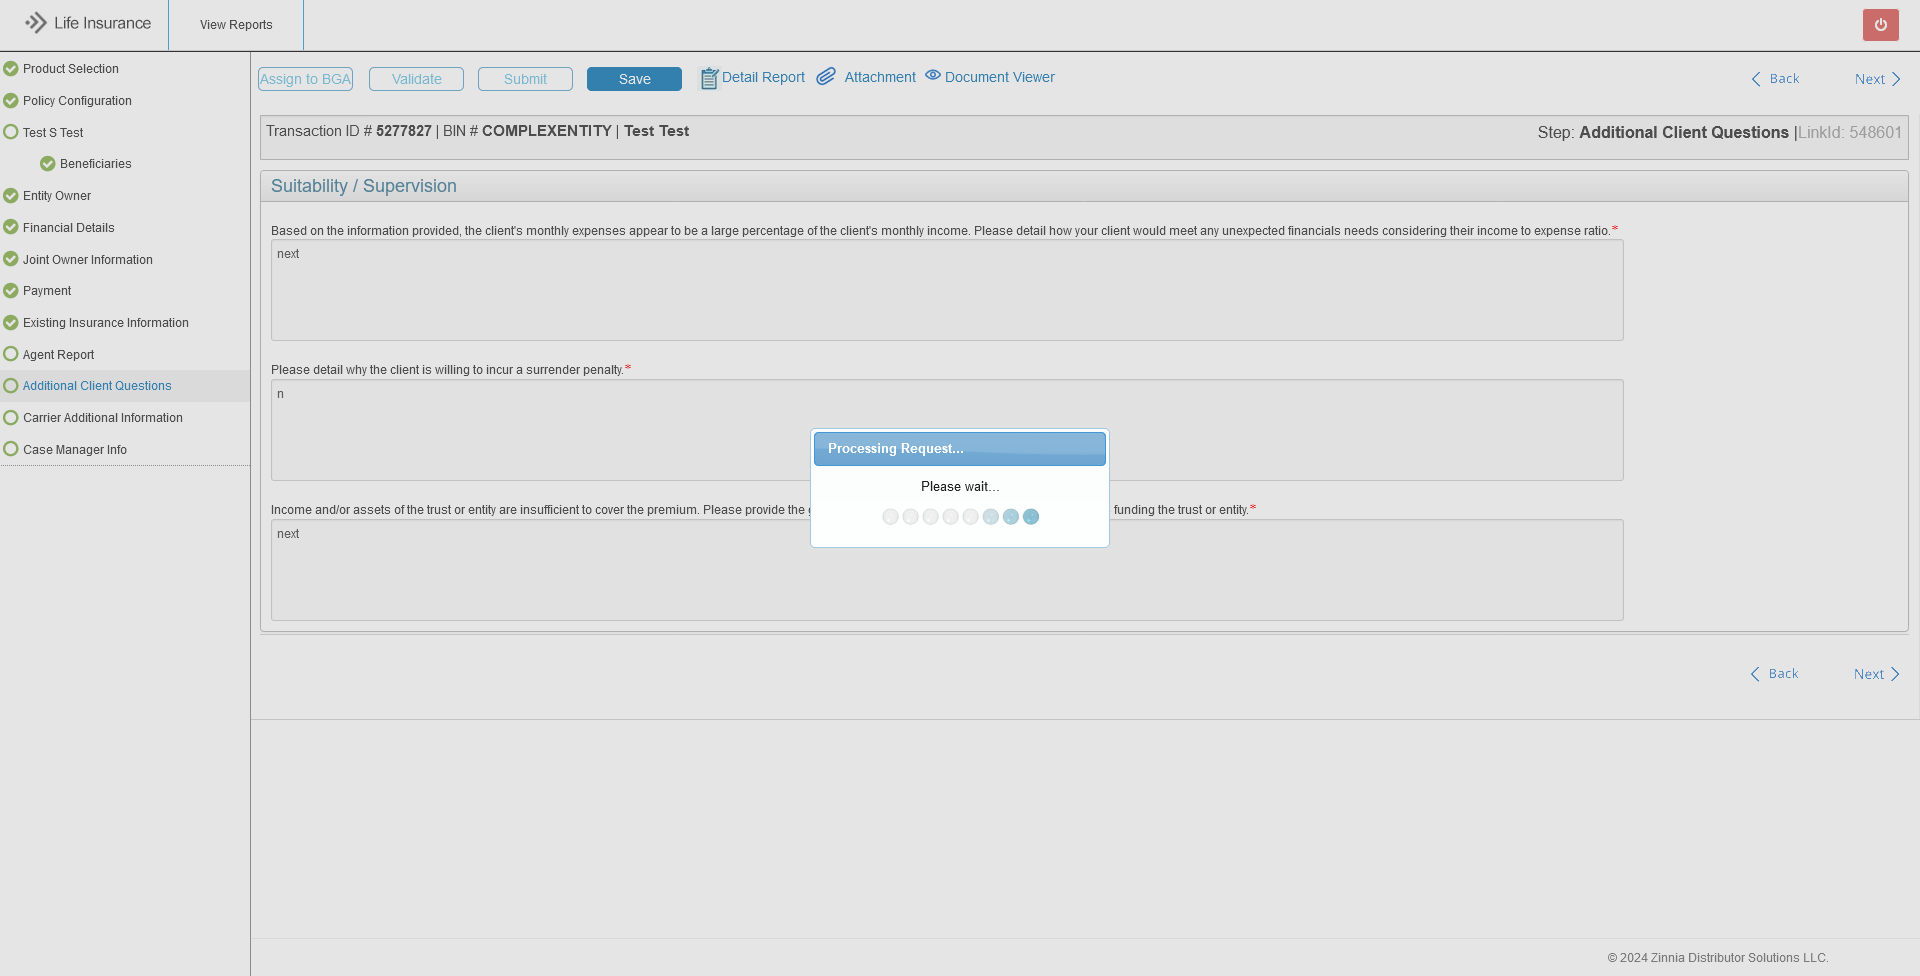 Life Insurance
View Reports
Product Selection
Policy Configuration
Test S Test
Beneficiaries
Entity Owner
Financial Details
Joint Owner Information
Payment
Existing Insurance Information
Agent Report
Additional Client Questions
Carrier Additional Information
Case Manager Info
Assign to BGA
Validate
Submit
Save
Detail Report
Attachment
Document Viewer
Back
Next
Transaction ID # 5277827 | BIN # COMPLEXENTITY | Test Test
Step: Additional Client Questions |LinkId: 548601
Suitability / Supervision
Based on the information provided, the client's monthly expenses appear to be a large percentage of the client's monthly income. Please detail how your client would meet any unexpected financials needs considering their income to expense ratio.*
next
Please detail why the client is willing to incur a surrender penalty.*
n
Processing Request...
Please wait...
Income and/or assets of the trust or entity are insufficient to cover the premium. Please provide the
funding the trust or entity.*
next
Back
Next
© 2024 Zinnia Distributor Solutions LLC.